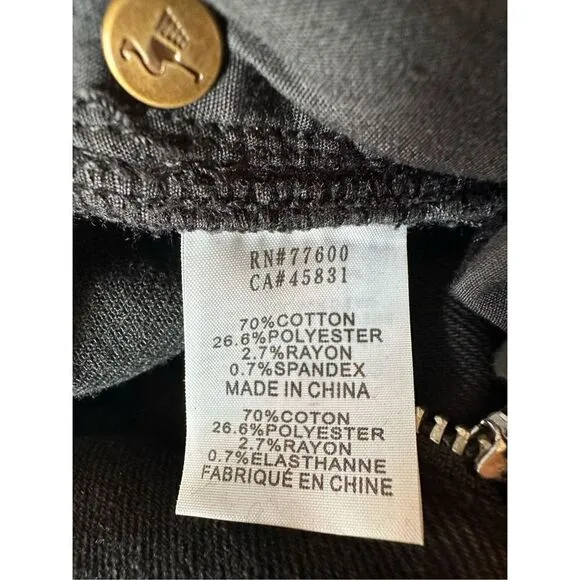 RN#77600
CA#45831
70%COTTON
26.6%POLYESTER
2.7%RAYON
0.7%SPANDEX
MADE IN CHINA
70%COTON
26.6%POLYESTER
2.7%RAYON
0.7%ELASTHANNE
FABRIQUÉ EN CHINE